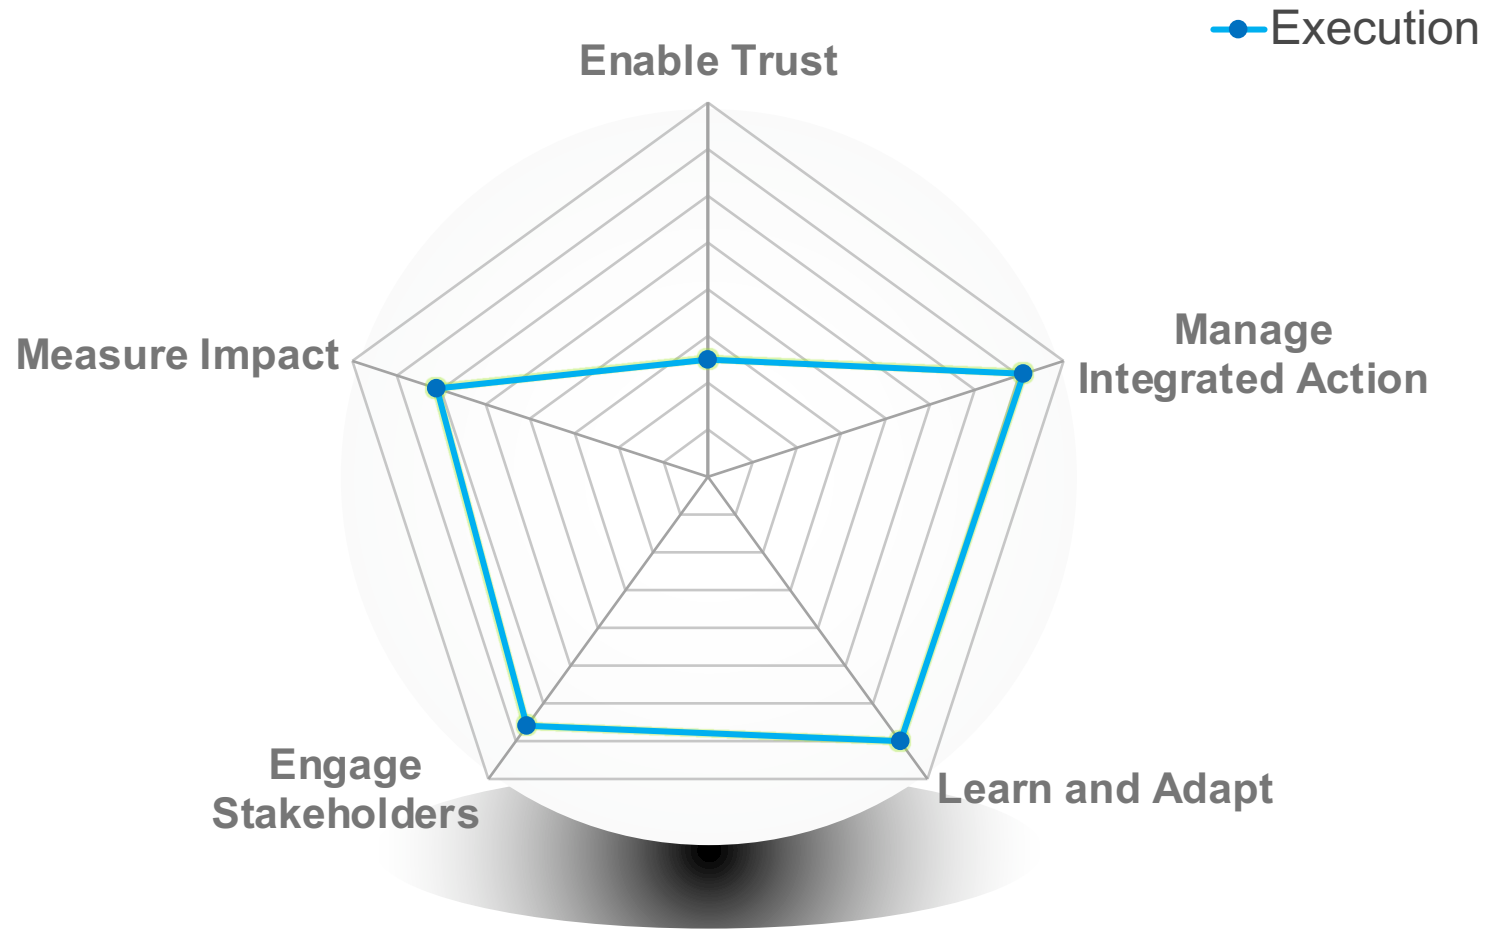 Execution
Enable Trust
Manage
Integrated Action
Measure Impact
Engage
Stakeholders
Learn and Adapt